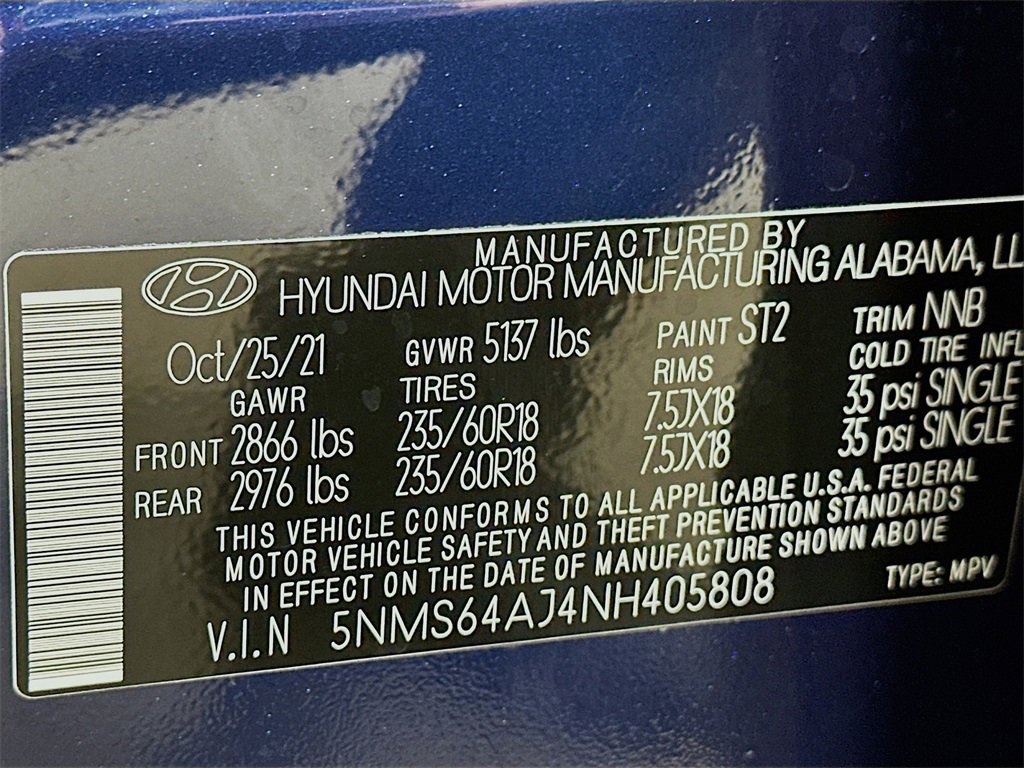 MANUFACTURED BY
HYUNDAI MOTOR MANUFACTURING ALABAMA, LL
Oct/25/21 GVWR 5137 lbs PAINT ST2 TRIM NNB
GAWR TIRES RIMS COLD TIRE INFL
FRONT 2866 lbs 235/60R18 7.5JX18 35 psi SINGLE
REAR 2976 lbs 235/60R18 7.5JX18 35 psi SINGLE
THIS VEHICLE CONFORMS TO ALL APPLICABLE U.S.A. FEDERAL
MOTOR VEHICLE SAFETY AND THEFT PREVENTION STANDARDS
IN EFFECT ON THE DATE OF MANUFACTURE SHOWN ABOVE
V.I.N 5NMS64AJ4NH405808 TYPE: MPV